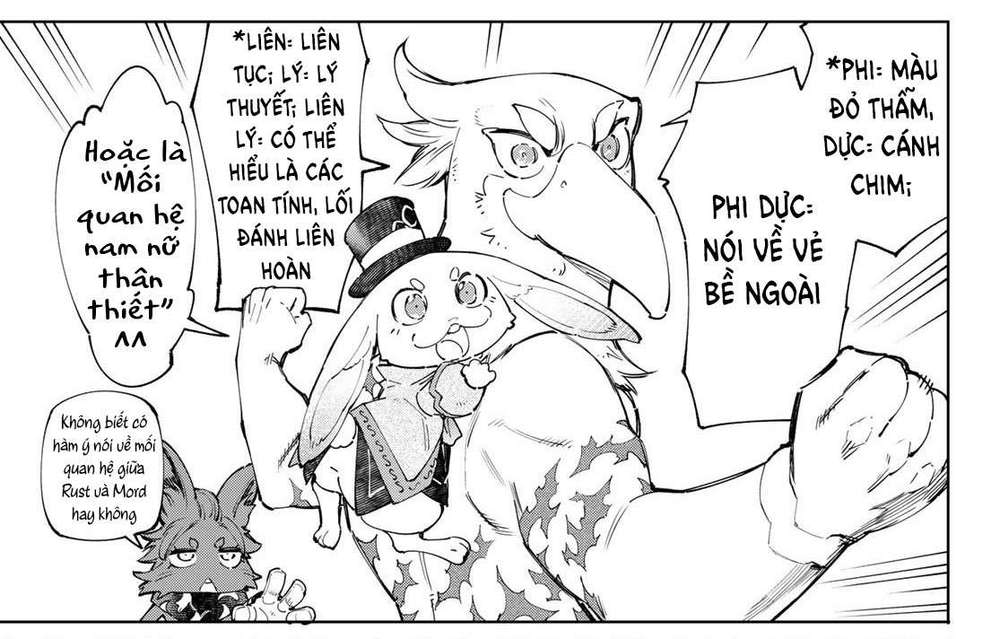 *PHI: MÀU
ĐỎ THẪM,
DỰC: CÁNH
CHIM;
PHI DỰC:
NÓI VỀ VẺ
BỀ NGOÀI
*LIÊN: LIÊN
TỤC; LÝ: LÝ
THUYẾT; LIÊN
LÝ: CÓ THỂ
HIỂU LÀ CÁC
TOAN TÍNH, LỐI
ĐÁNH LIÊN
HOÀN
Hoặc là
"Mối
quan hệ
nam nữ
thân
thiết"
^^
Không biết có
hàm ý nói về mối
quan hệ giữa
Rust và Mord
hay không